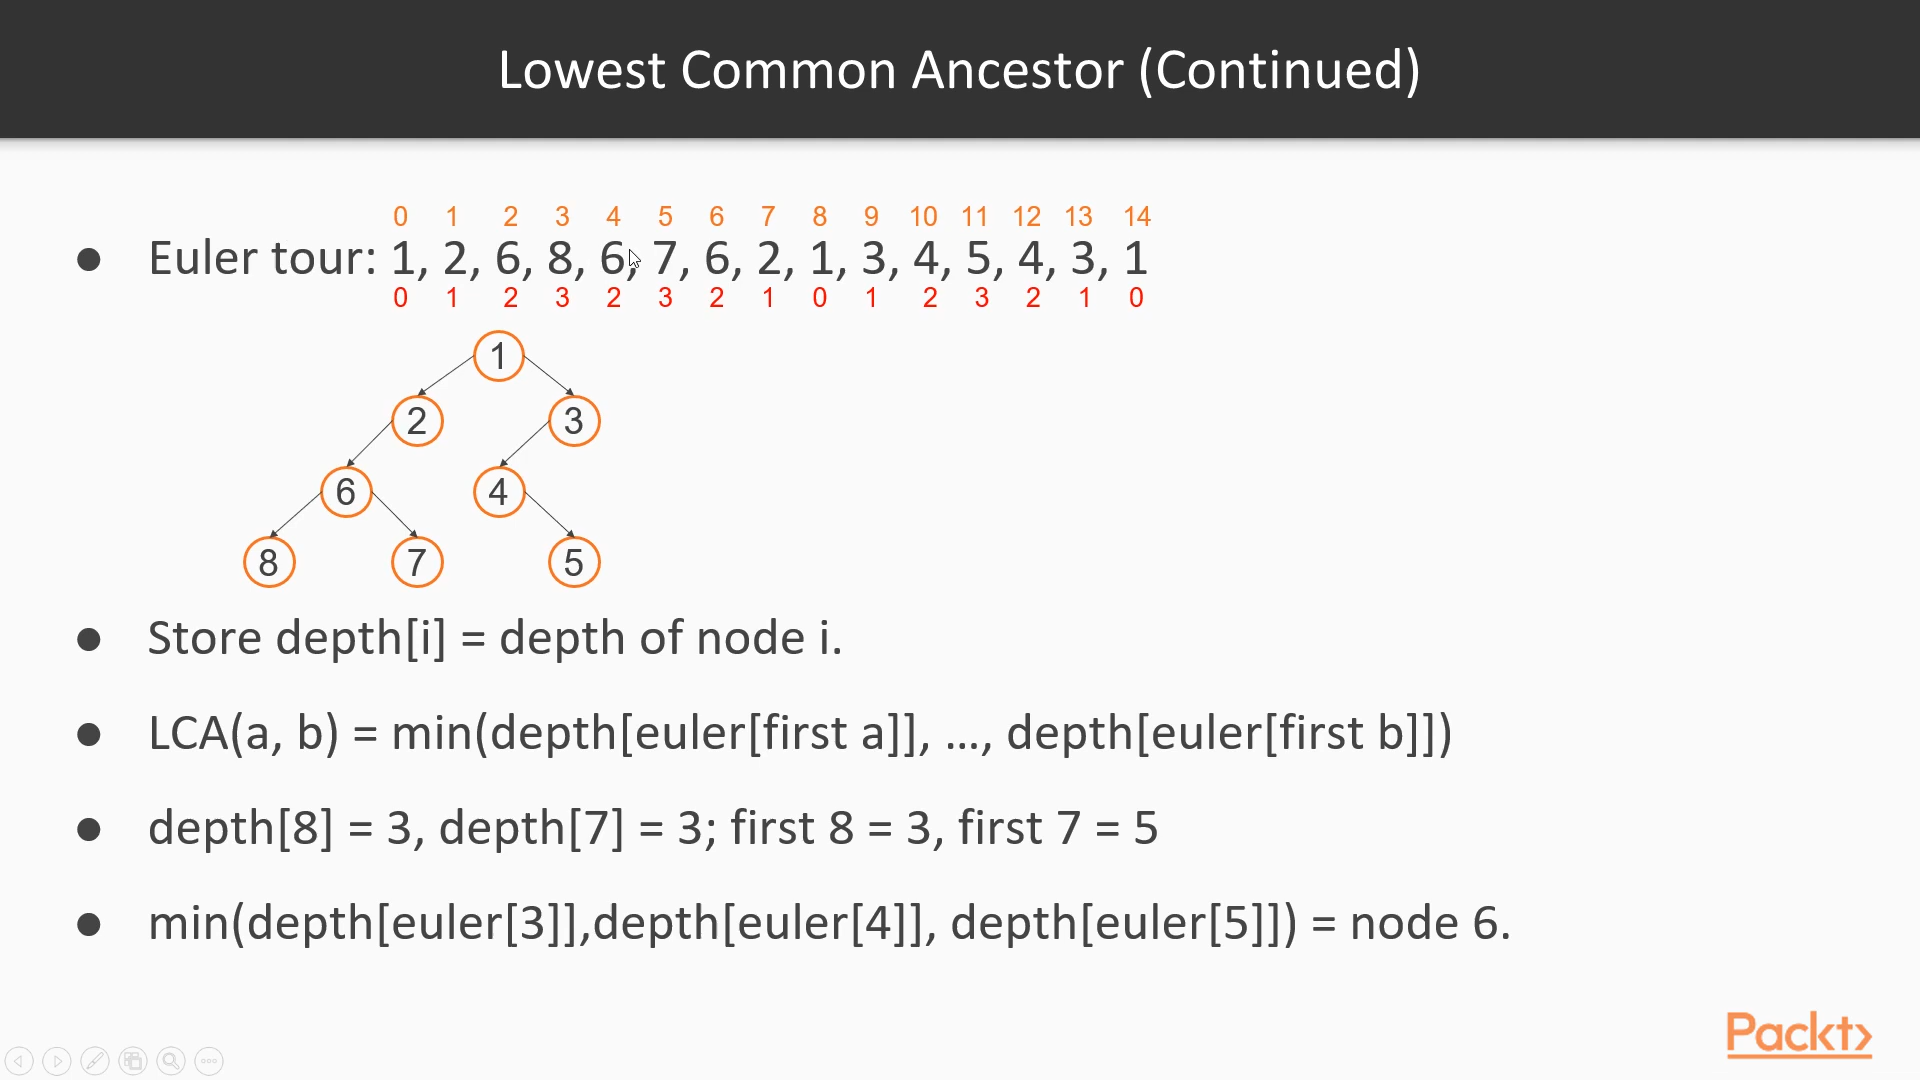 Lowest Common Ancestor (Continued)
0 1 2 3 4 5 6 7 8 9 10 11 12 13 14
● Euler tour: 1, 2, 6, 8, 6, 7, 6, 2, 1, 3, 4, 5, 4, 3, 1
0 1 2 3 2 3 2 1 0 1 2 3 2 1 0
1
2 3
6 4
8 7 5
● Store depth[i] = depth of node i.
● LCA(a, b) = min(depth[euler[first a]], …, depth[euler[first b]])
● depth[8] = 3, depth[7] = 3; first 8 = 3, first 7 = 5
● min(depth[euler[3]],depth[euler[4]], depth[euler[5]]) = node 6.
Packt>